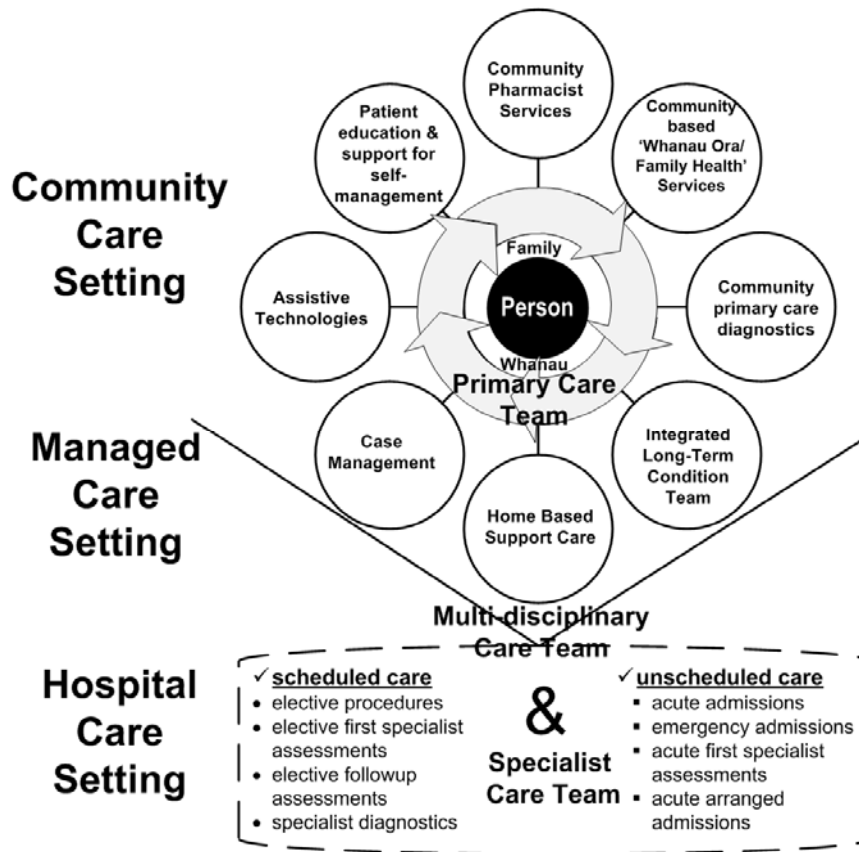 Community
Pharmacist
Services
Patient
education &
support for
self-
management
Community
based
'Whanau Ora/
Family Health'
Services
Community
Care
Setting
Assistive
Technologies
Family
Person
Whanau
Primary Care
Team
Community
primary care
diagnostics
Managed
Care
Setting
Case
Management
Home Based
Support Care
Integrated
Long-Term
Condition
Team
Multi-disciplinary
Care Team
Hospital
Care
Setting
✓ scheduled care
• elective procedures
• elective first specialist
assessments
• elective followup
assessments
• specialist diagnostics
&
Specialist
Care Team
✓ unscheduled care
▪ acute admissions
▪ emergency admissions
▪ acute first specialist
assessments
▪ acute arranged
admissions